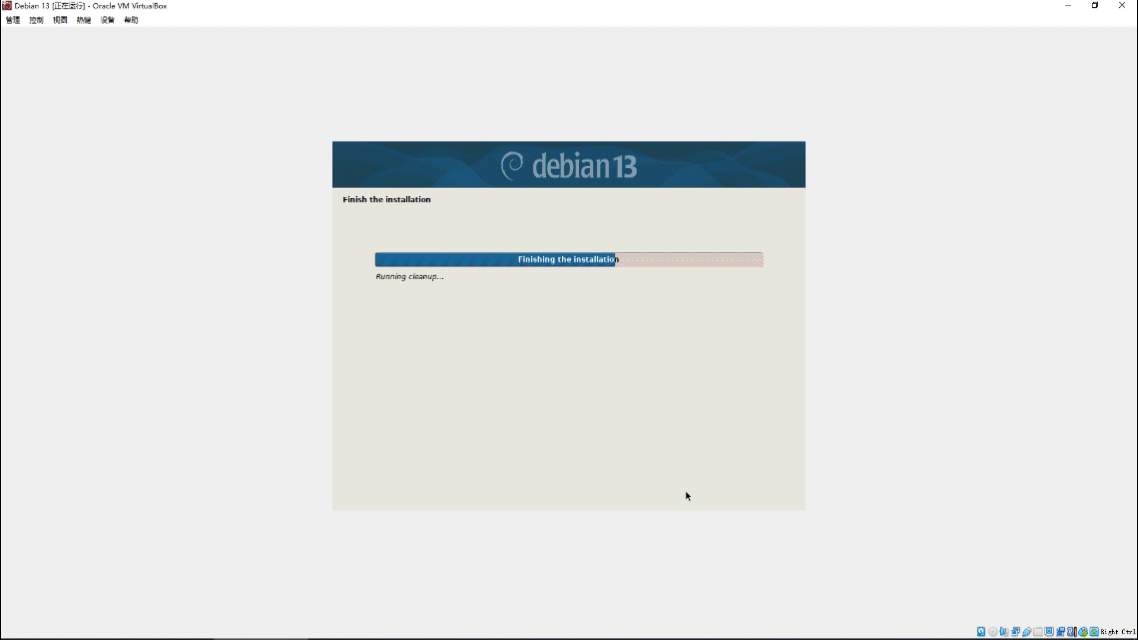 Debian 13 [正在运行] - Oracle VM VirtualBox
管理 控制 视图 热键 设备 帮助
debian 13
Finish the installation
Finishing the installation
Running cleanup...
Right Ctrl